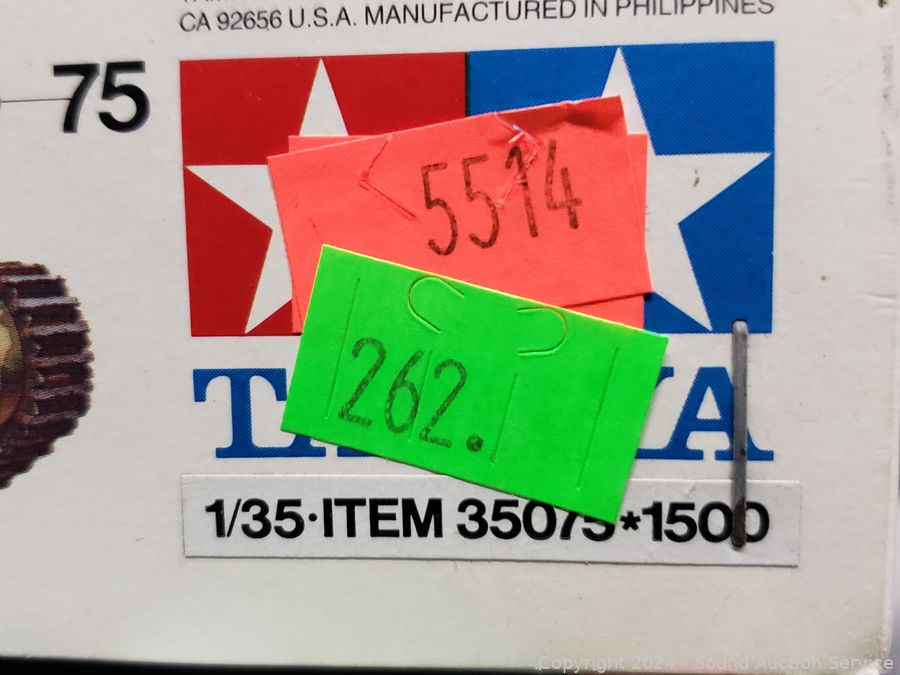 CA 92656 U.S.A. MANUFACTURED IN PHILIPPINES
75
5514
262.
1/35·ITEM 35075*1500
Copyright 2024 - Sound Auction Service